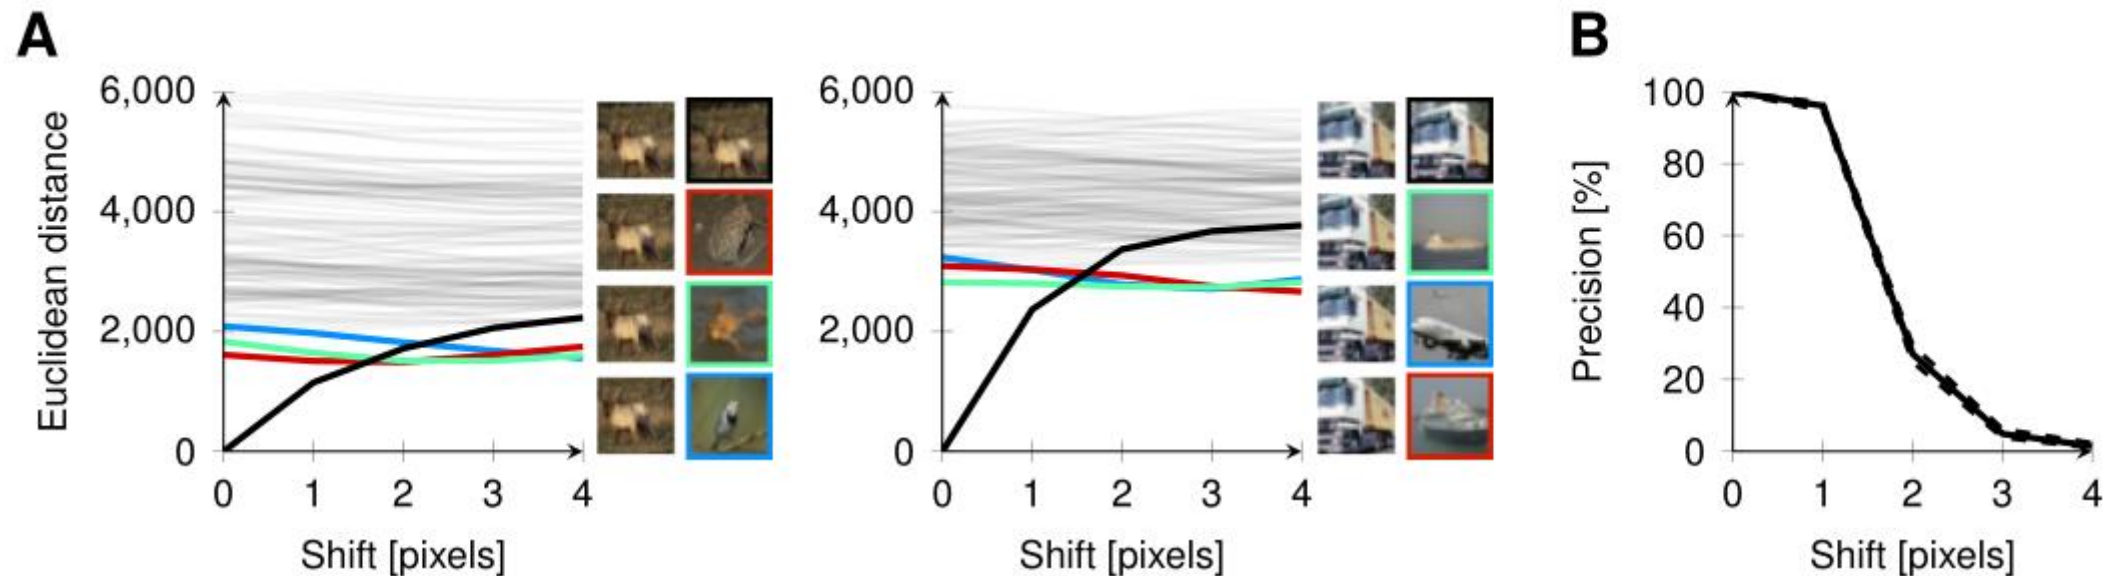 A
B
Euclidean distance
6,000
4,000
2,000
0
0 1 2 3 4
Shift [pixels]
6,000
4,000
2,000
0
0 1 2 3 4
Shift [pixels]
Precision [%]
100
80
60
40
20
0
0 1 2 3 4
Shift [pixels]